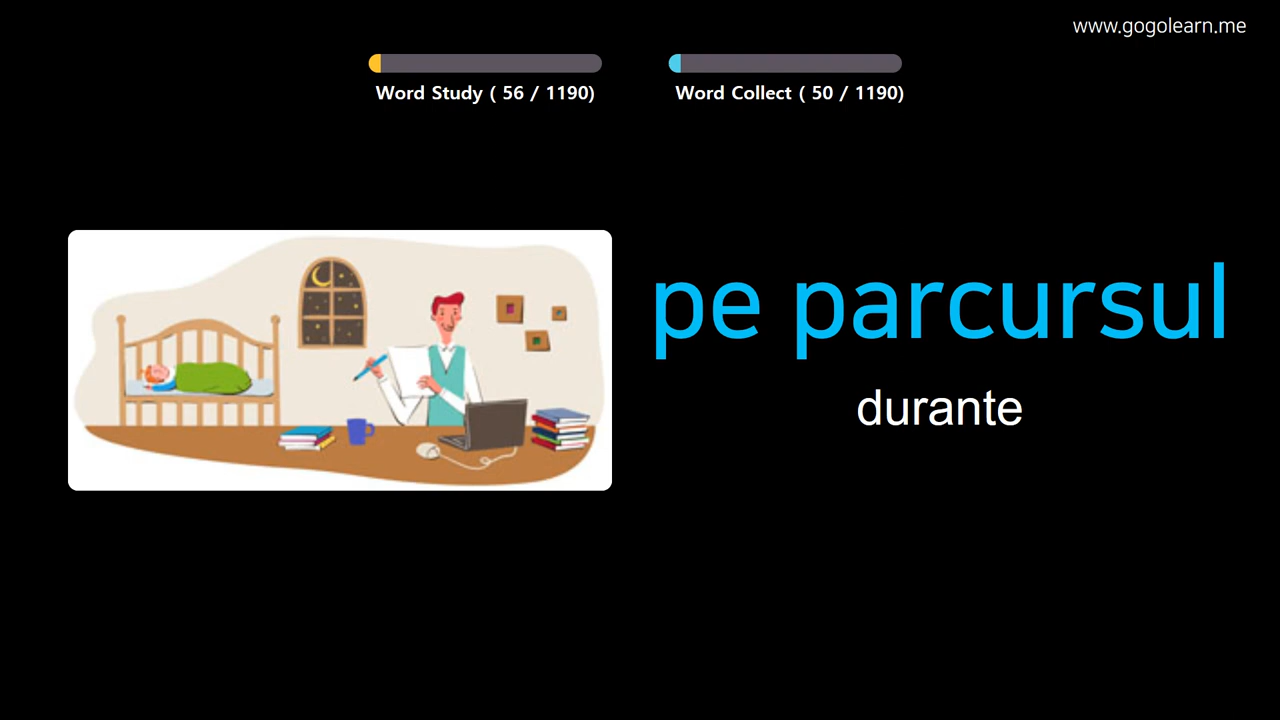 www.gogolearn.me
Word Study ( 56 / 1190)
Word Collect ( 50 / 1190)
pe parcursul
durante